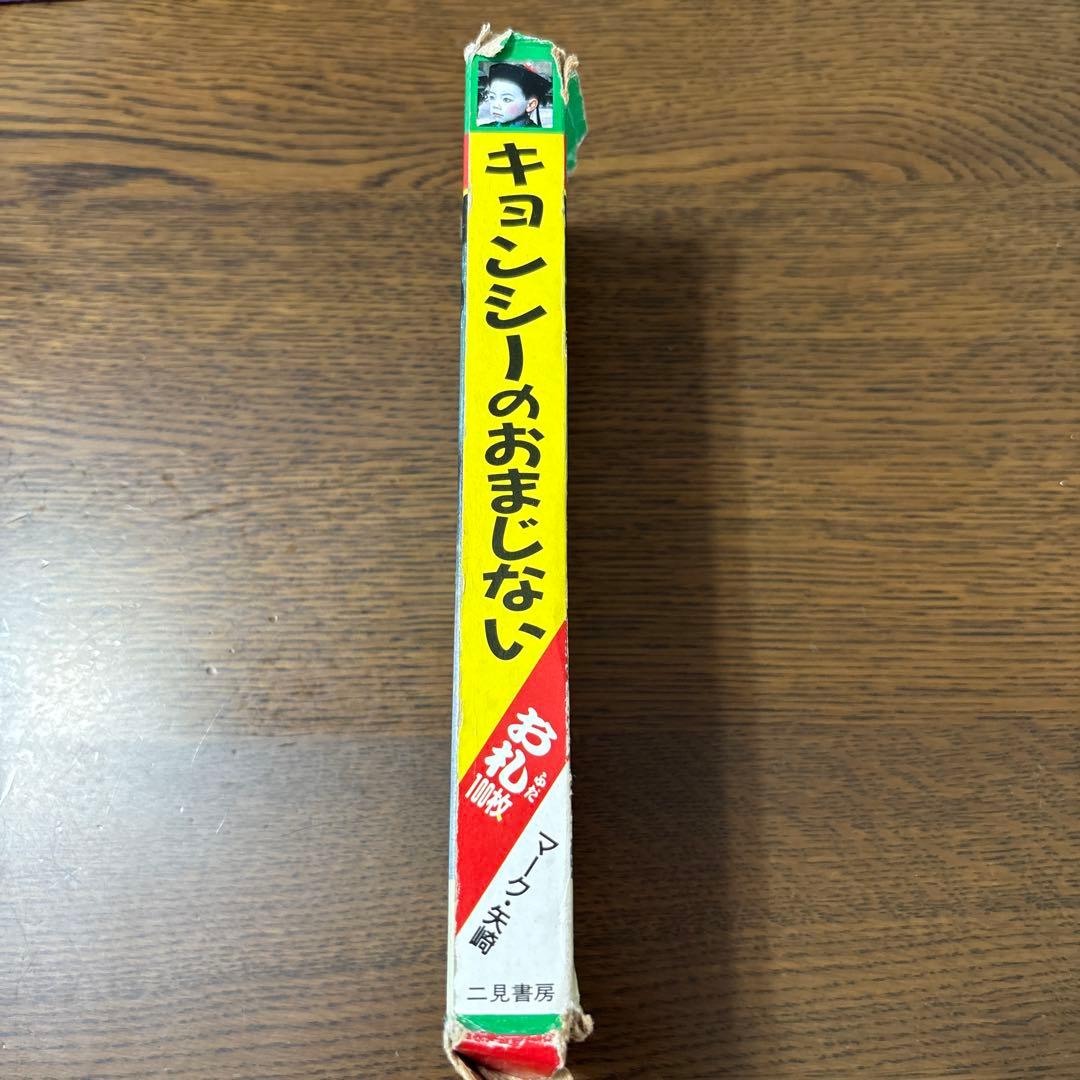 キョンシーのおまじない
お札
ふだ
100枚
マーク・矢崎
二見書房